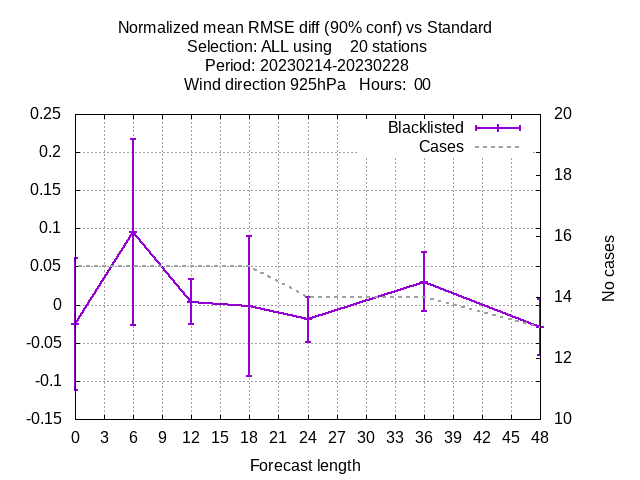 Normalized mean RMSE diff (90% conf) vs Standard
Selection: ALL using 20 stations
Period: 20230214-20230228
Wind direction 925hPa Hours: 00
Blacklisted
Cases
0.25
0.2
0.15
0.1
0.05
0
-0.05
-0.1
-0.15
20
18
16
14
12
10
No cases
0 3 6 9 12 15 18 21 24 27 30 33 36 39 42 45 48
Forecast length